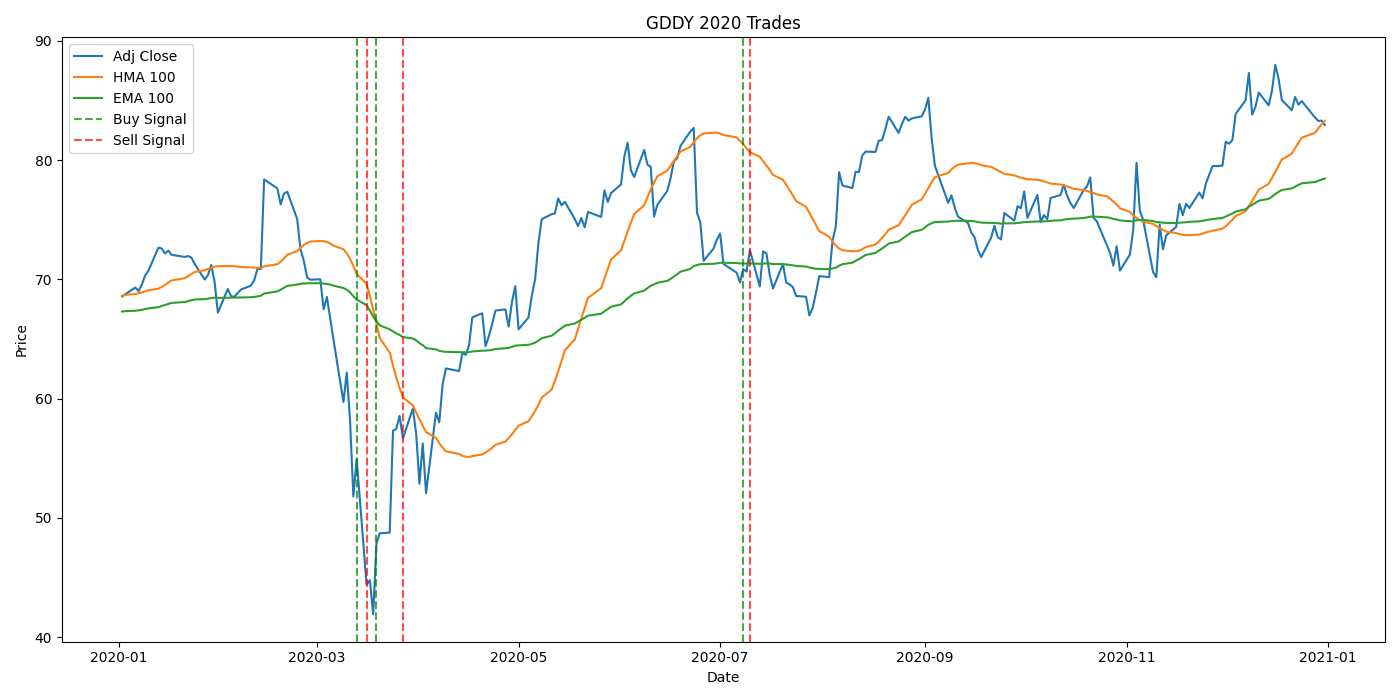 GDDY 2020 Trades
Adj Close
HMA 100
EMA 100
Buy Signal
Sell Signal
Price
90
80
70
60
50
40
2020-01
2020-03
2020-05
2020-07
2020-09
2020-11
2021-01
Date